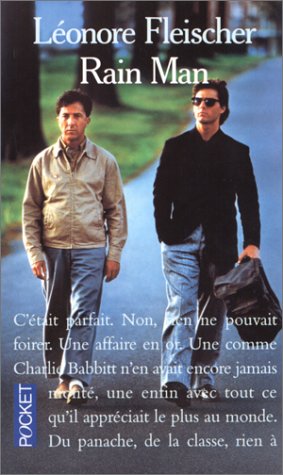 Léonore Fleischer
Rain Man
C'était parfait. Non, rien ne pouvait
foirer. Une affaire en or. Une comme
Charlie Babbitt n'en avait encore jamais
monté, une enfin avec tout ce
qu'il appréciait le plus au monde.
Du panache, de la classe, rien à
POCKET